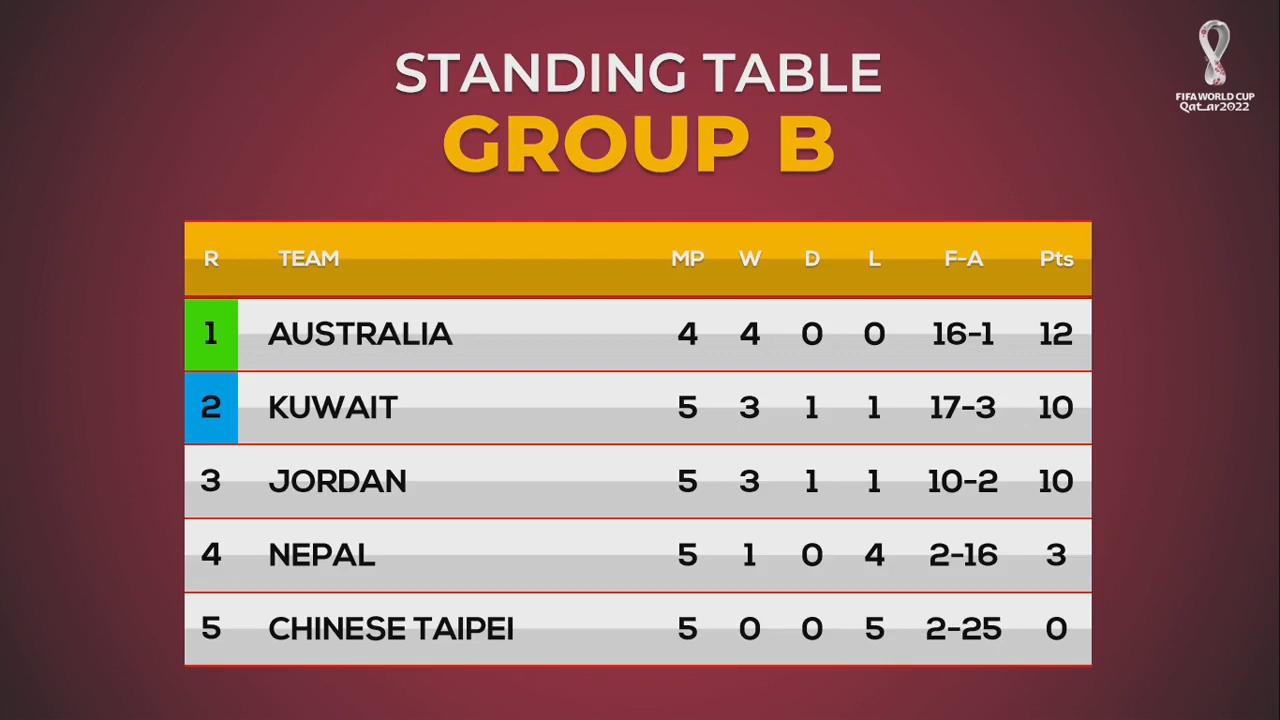 STANDING TABLE
GROUP B
FIFA WORLD CUP
Qatar2022
R TEAM MP W D L F-A Pts
1 AUSTRALIA 4 4 0 0 16-1 12
2 KUWAIT 5 3 1 1 17-3 10
3 JORDAN 5 3 1 1 10-2 10
4 NEPAL 5 1 0 4 2-16 3
5 CHINESE TAIPEI 5 0 0 5 2-25 0